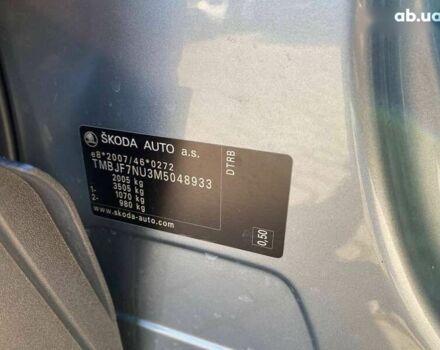 ab.ua
ŠKODA AUTO a.s.
e8*2007/46*0272
TMBJF7NU3M5048933
2005 kg
3505 kg
1- 1070 kg
2- 980 kg
www.skoda-auto.com
DTRB
0,50